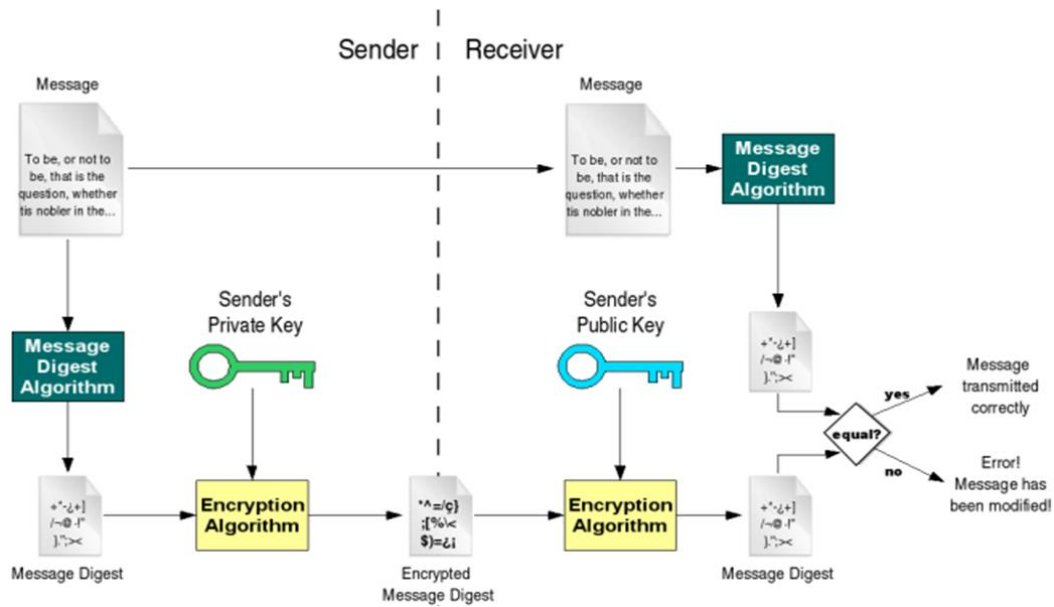 Sender
Receiver
Message
Message
To be, or not to
be, that is the
question, whether
tis nobler in the...
To be, or not to
be, that is the
question, whether
tis nobler in the...
Message
Digest
Algorithm
Sender's
Private Key
Sender's
Public Key
Message
Digest
Algorithm
+*-¿+]
/¬@-!"
}.";><
yes
Message
transmitted
correctly
equal?
no
Error!
Message has
been modified!
+*-¿+]
/¬@-!"
}.";><
Encryption
Algorithm
*^=/ç}
;[%\<
$)=¿¡
Encryption
Algorithm
+*-¿+]
/¬@-!"
}.";><
Message Digest
Encrypted
Message Digest
Message Digest